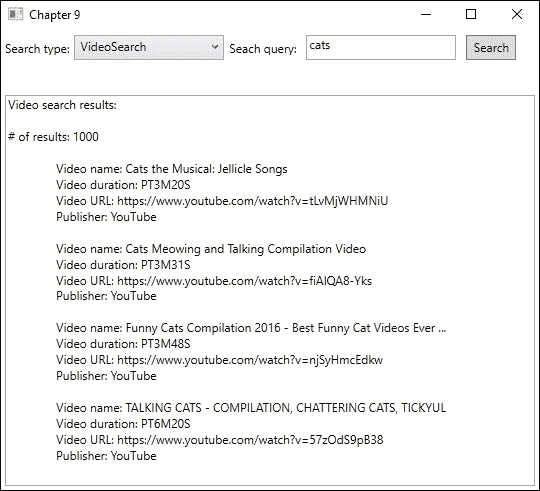 Chapter 9
Search type: VideoSearch Seach query: cats Search
Video search results:
# of results: 1000
Video name: Cats the Musical: Jellicle Songs
Video duration: PT3M20S
Video URL: https://www.youtube.com/watch?v=tLvMjWHMNiU
Publisher: YouTube
Video name: Cats Meowing and Talking Compilation Video
Video duration: PT3M31S
Video URL: https://www.youtube.com/watch?v=fiAlQA8-Yks
Publisher: YouTube
Video name: Funny Cats Compilation 2016 - Best Funny Cat Videos Ever ...
Video duration: PT3M48S
Video URL: https://www.youtube.com/watch?v=njSyHmcEdkw
Publisher: YouTube
Video name: TALKING CATS - COMPILATION, CHATTERING CATS, TICKYUL
Video duration: PT6M20S
Video URL: https://www.youtube.com/watch?v=57zOdS9pB38
Publisher: YouTube